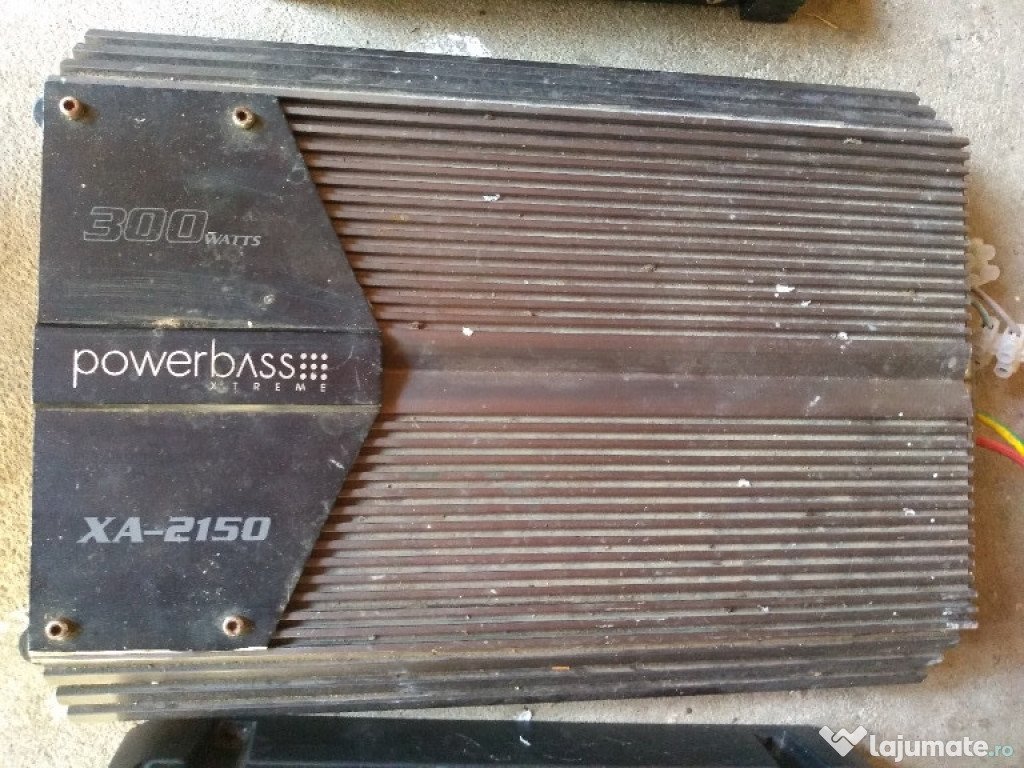 300 WATTS
powerbass
XTREME
XA-2150
lajumate.ro